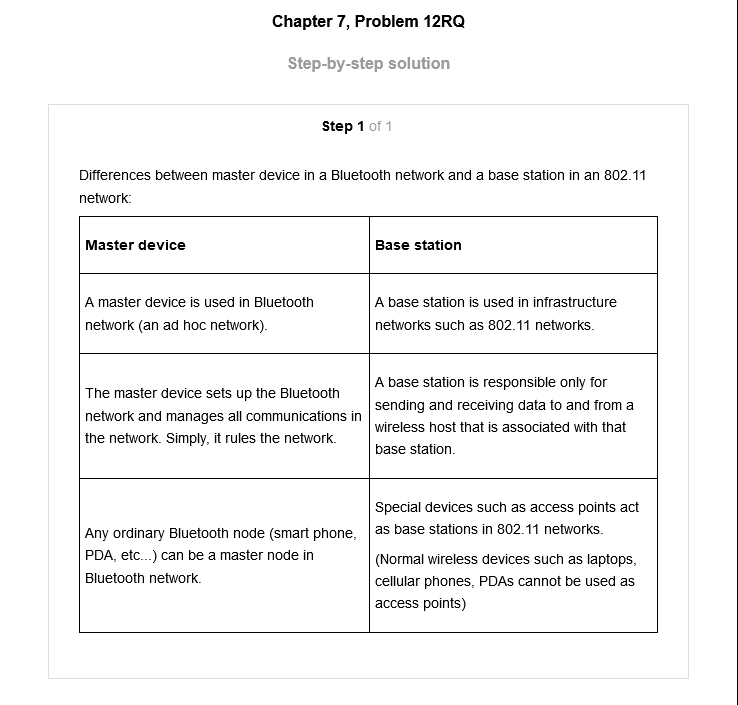 Chapter 7, Problem 12RQ
Step-by-step solution
Step 1 of 1
Differences between master device in a Bluetooth network and a base station in an 802.11
network:
Master device
Base station
A master device is used in Bluetooth
network (an ad hoc network).
A base station is used in infrastructure
networks such as 802.11 networks.
The master device sets up the Bluetooth
network and manages all communications in
the network. Simply, it rules the network.
A base station is responsible only for
sending and receiving data to and from a
wireless host that is associated with that
base station.
Any ordinary Bluetooth node (smart phone,
PDA, etc...) can be a master node in
Bluetooth network.
Special devices such as access points act
as base stations in 802.11 networks.
(Normal wireless devices such as laptops,
cellular phones, PDAs cannot be used as
access points)